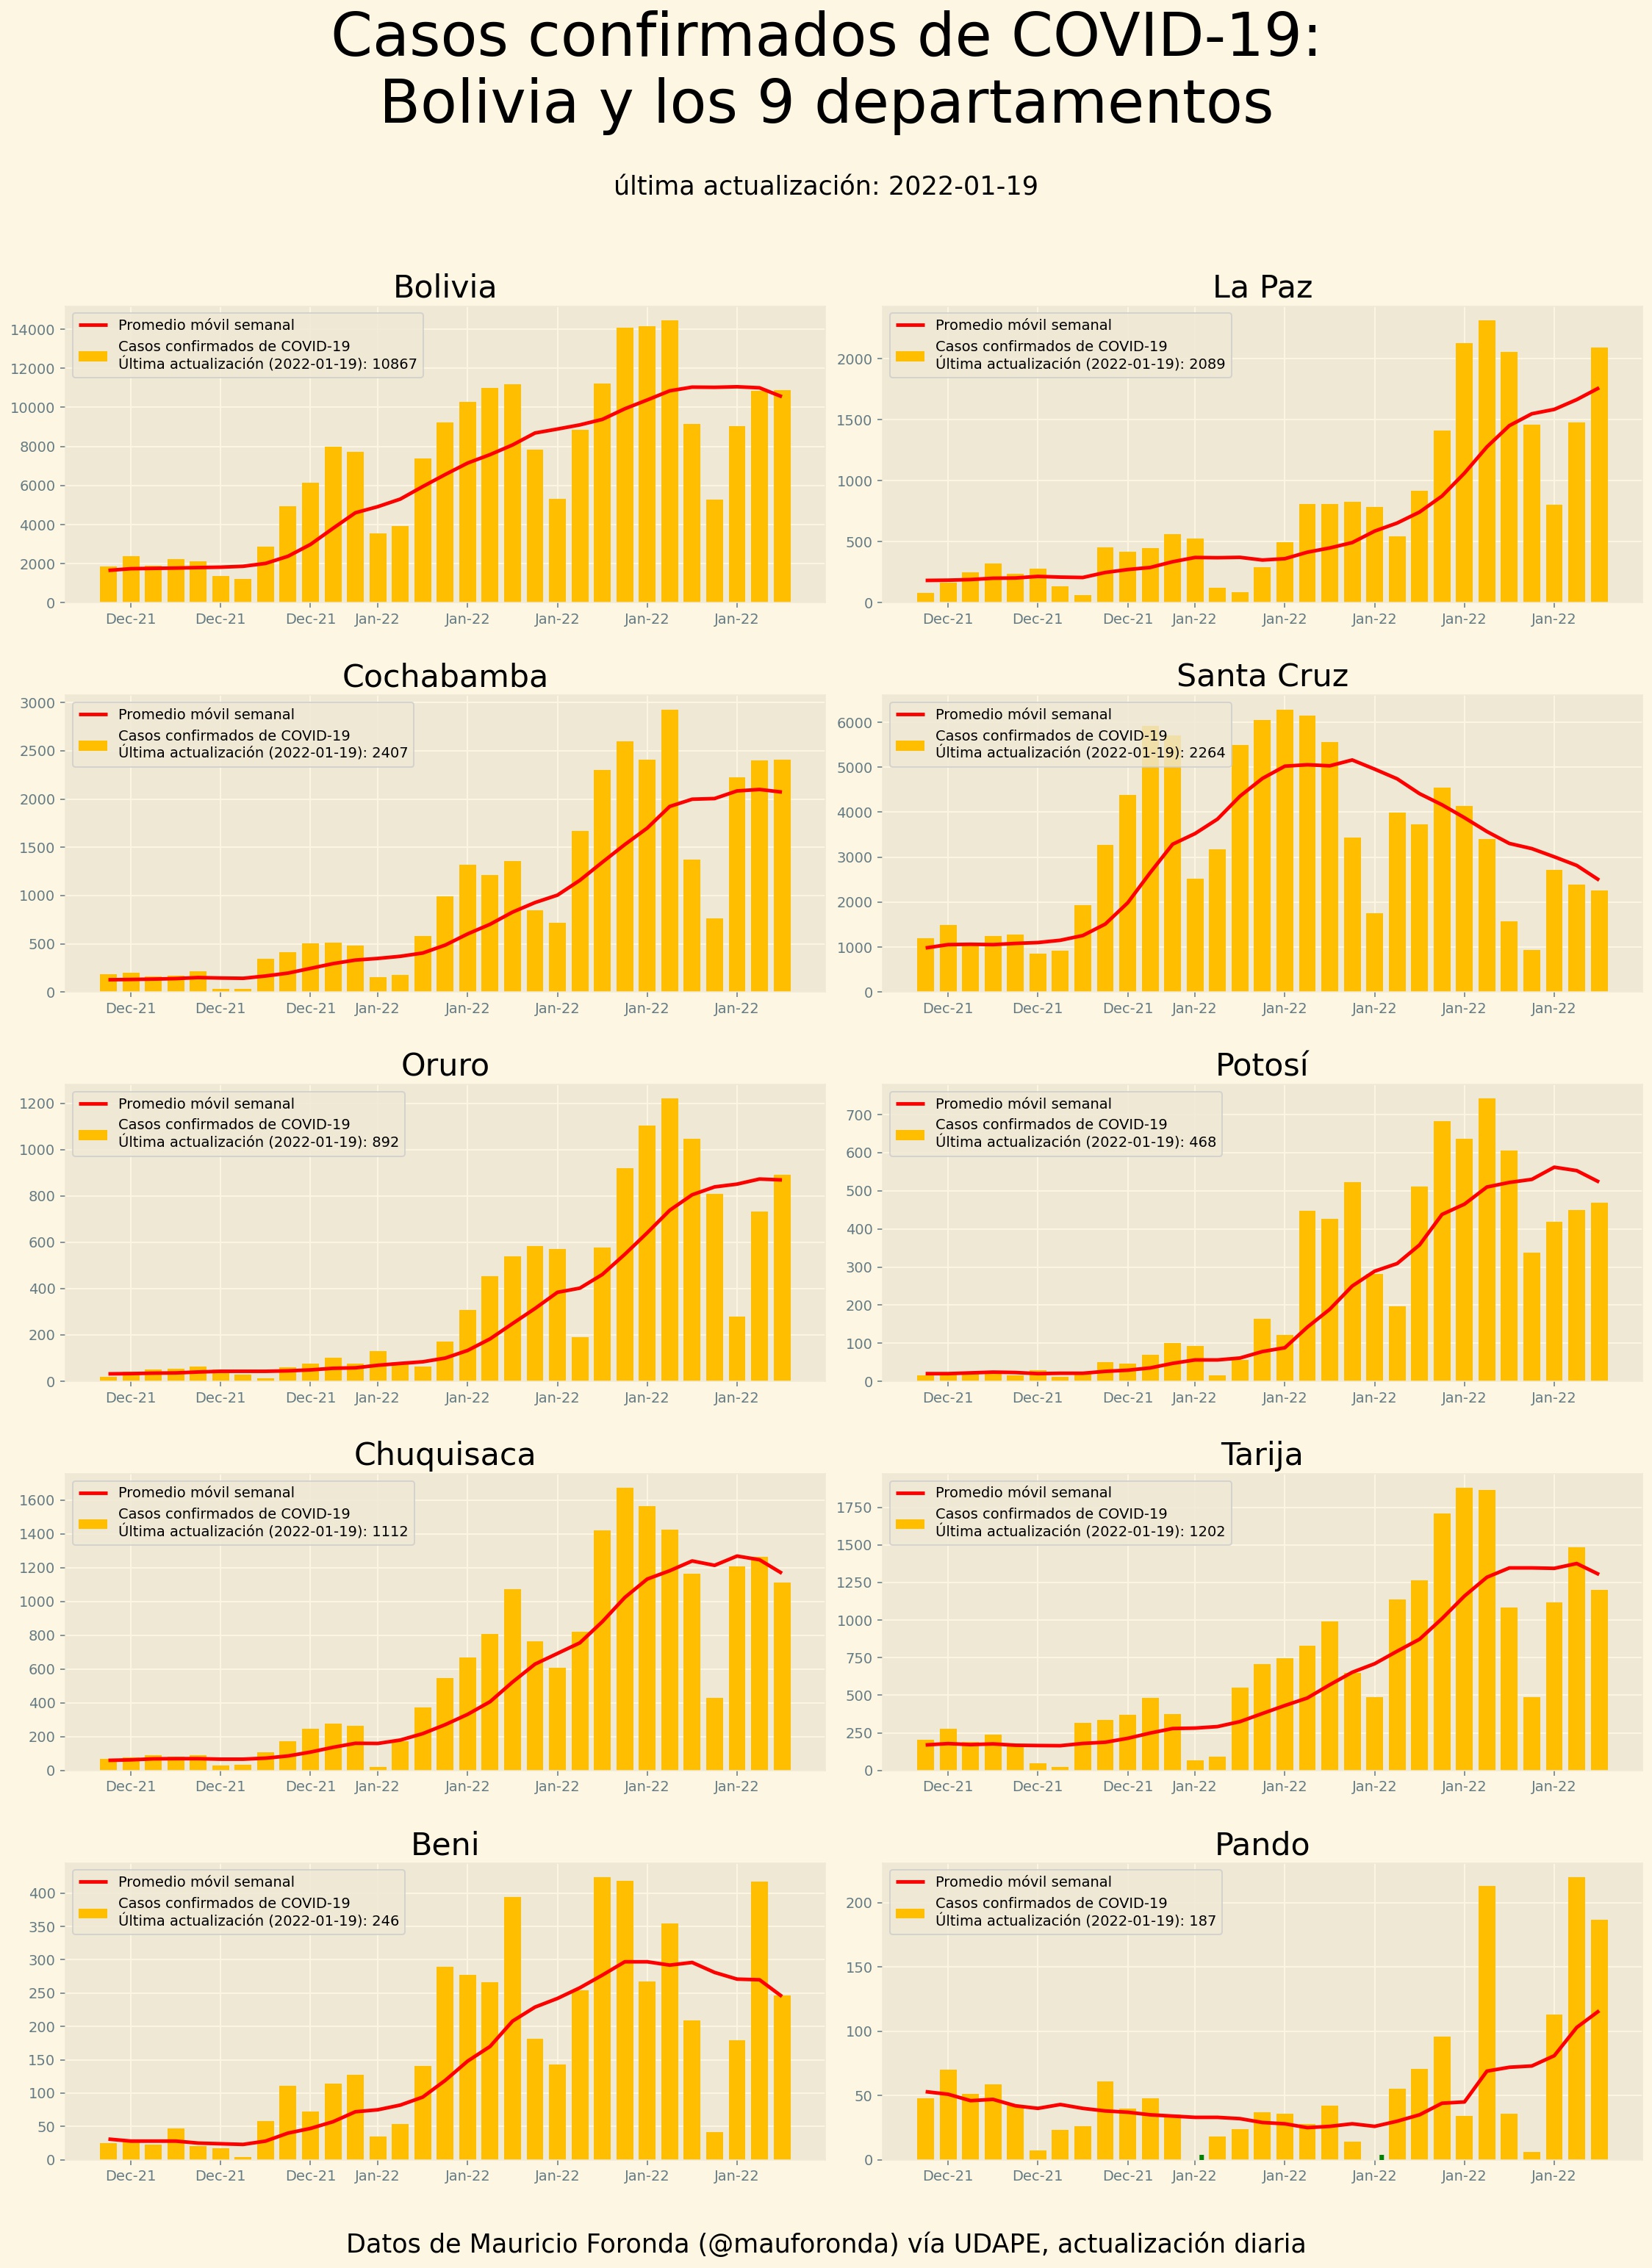 Casos confirmados de COVID-19:
Bolivia y los 9 departamentos
última actualización: 2022-01-19
Bolivia
Promedio móvil semanal
Casos confirmados de COVID-19
Última actualización (2022-01-19): 10867
14000
12000
10000
8000
6000
4000
2000
0
Dec-21 Dec-21 Dec-21 Jan-22 Jan-22 Jan-22 Jan-22 Jan-22
La Paz
Promedio móvil semanal
Casos confirmados de COVID-19
Última actualización (2022-01-19): 2089
2000
1500
1000
500
0
Dec-21 Dec-21 Dec-21 Jan-22 Jan-22 Jan-22 Jan-22 Jan-22
Cochabamba
Promedio móvil semanal
Casos confirmados de COVID-19
Última actualización (2022-01-19): 2407
3000
2500
2000
1500
1000
500
0
Dec-21 Dec-21 Dec-21 Jan-22 Jan-22 Jan-22 Jan-22 Jan-22
Santa Cruz
Promedio móvil semanal
Casos confirmados de COVID-19
Última actualización (2022-01-19): 2264
6000
5000
4000
3000
2000
1000
0
Dec-21 Dec-21 Dec-21 Jan-22 Jan-22 Jan-22 Jan-22 Jan-22
Oruro
Promedio móvil semanal
Casos confirmados de COVID-19
Última actualización (2022-01-19): 892
1200
1000
800
600
400
200
0
Dec-21 Dec-21 Dec-21 Jan-22 Jan-22 Jan-22 Jan-22 Jan-22
Potosí
Promedio móvil semanal
Casos confirmados de COVID-19
Última actualización (2022-01-19): 468
700
600
500
400
300
200
100
0
Dec-21 Dec-21 Dec-21 Jan-22 Jan-22 Jan-22 Jan-22 Jan-22
Chuquisaca
Promedio móvil semanal
Casos confirmados de COVID-19
Última actualización (2022-01-19): 1112
1600
1400
1200
1000
800
600
400
200
0
Dec-21 Dec-21 Dec-21 Jan-22 Jan-22 Jan-22 Jan-22 Jan-22
Tarija
Promedio móvil semanal
Casos confirmados de COVID-19
Última actualización (2022-01-19): 1202
1750
1500
1250
1000
750
500
250
0
Dec-21 Dec-21 Dec-21 Jan-22 Jan-22 Jan-22 Jan-22 Jan-22
Beni
Promedio móvil semanal
Casos confirmados de COVID-19
Última actualización (2022-01-19): 246
400
350
300
250
200
150
100
50
0
Dec-21 Dec-21 Dec-21 Jan-22 Jan-22 Jan-22 Jan-22 Jan-22
Pando
Promedio móvil semanal
Casos confirmados de COVID-19
Última actualización (2022-01-19): 187
200
150
100
50
0
Dec-21 Dec-21 Dec-21 Jan-22 Jan-22 Jan-22 Jan-22 Jan-22
Datos de Mauricio Foronda (@mauforonda) vía UDAPE, actualización diaria